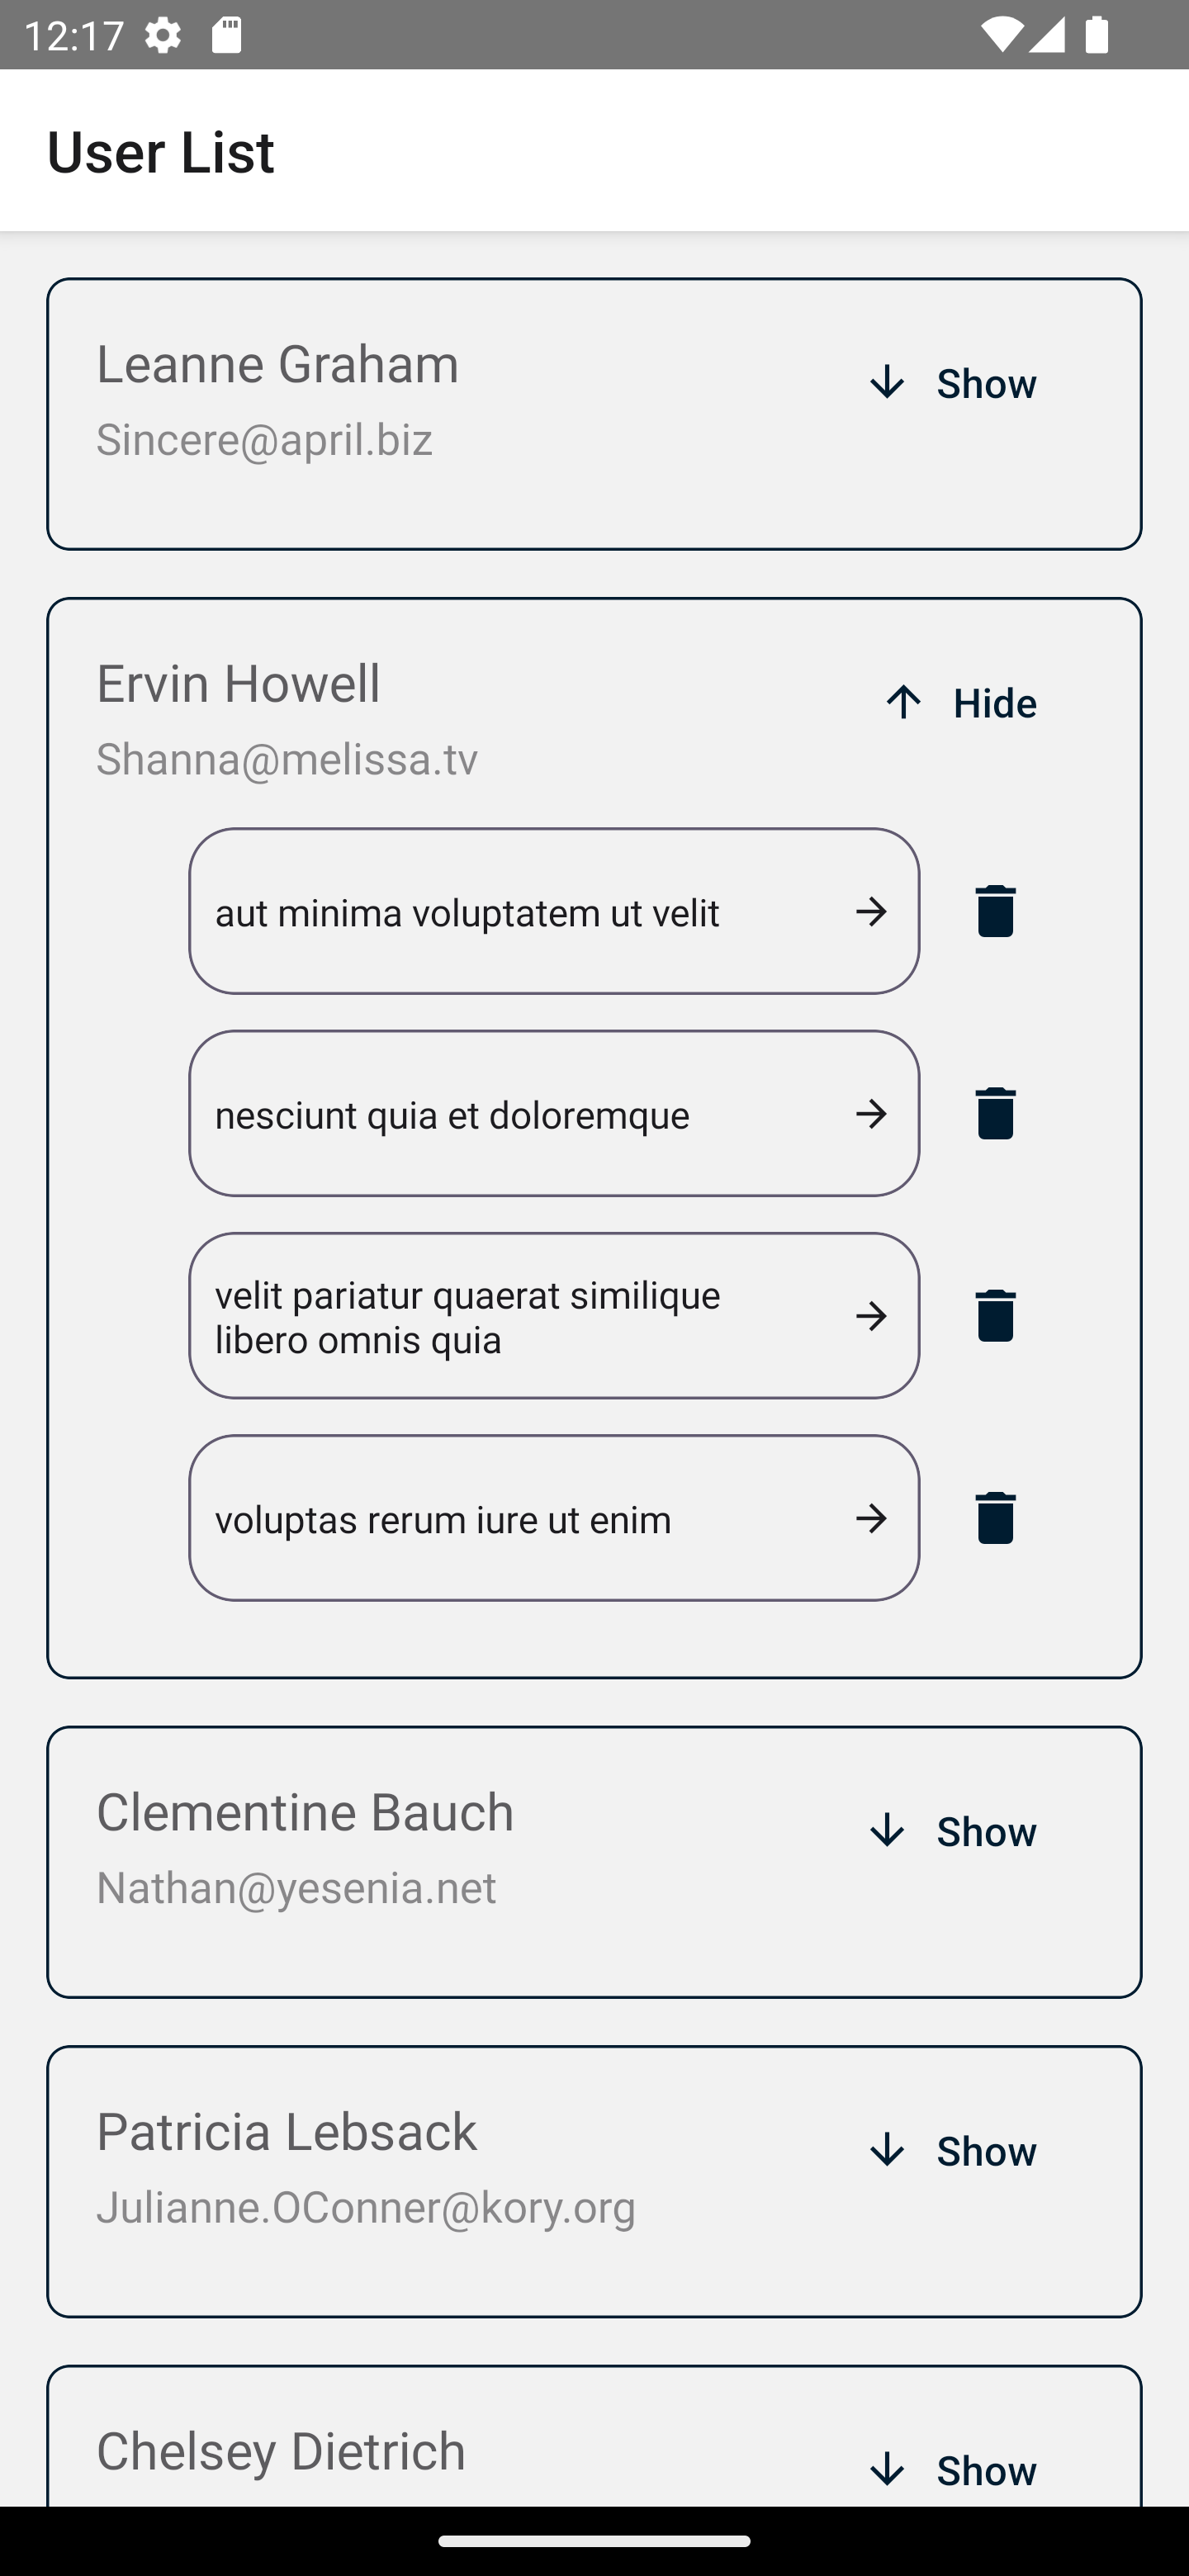 12:17
User List
Leanne Graham
Show
Sincere@april.biz
Ervin Howell
Hide
Shanna@melissa.tv
aut minima voluptatem ut velit
nesciunt quia et doloremque
velit pariatur quaerat similique
libero omnis quia
voluptas rerum iure ut enim
Clementine Bauch
Show
Nathan@yesenia.net
Patricia Lebsack
Show
Julianne.OConner@kory.org
Chelsey Dietrich
Show